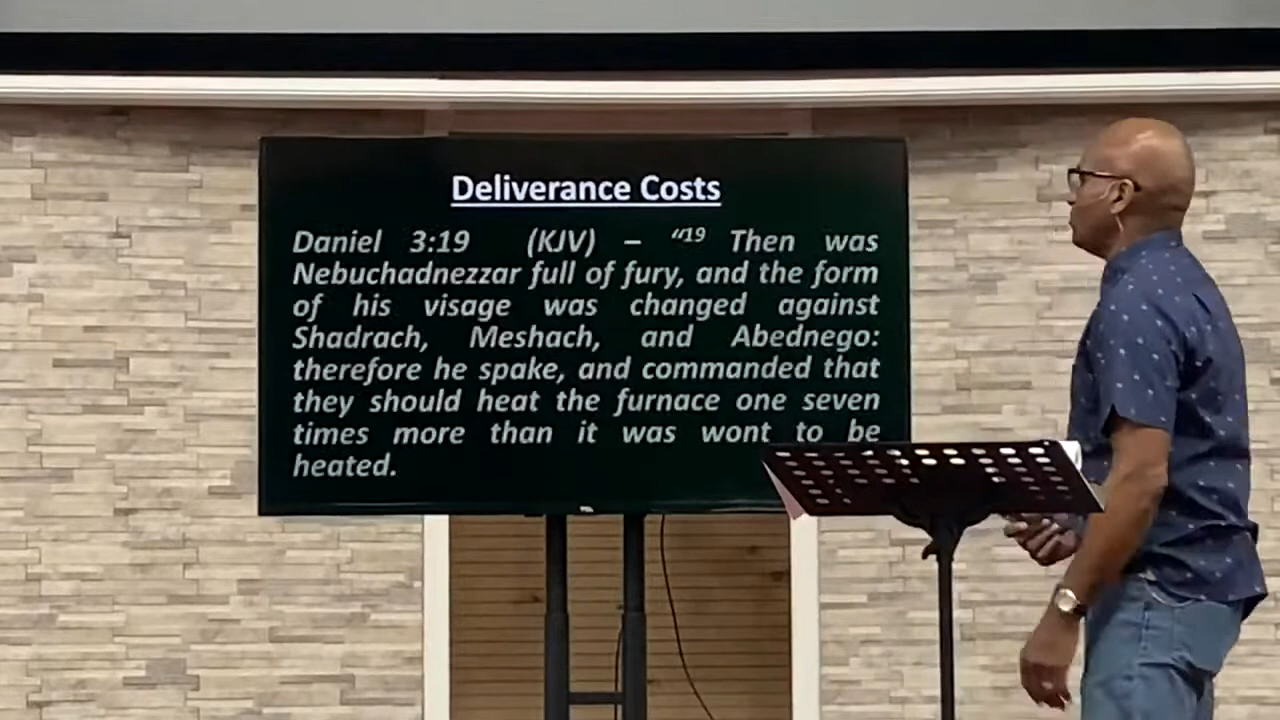 Deliverance Costs
Daniel 3:19 (KJV) – “19 Then was
Nebuchadnezzar full of fury, and the form
of his visage was changed against
Shadrach, Meshach, and Abednego:
therefore he spake, and commanded that
they should heat the furnace one seven
times more than it was wont to be
heated.